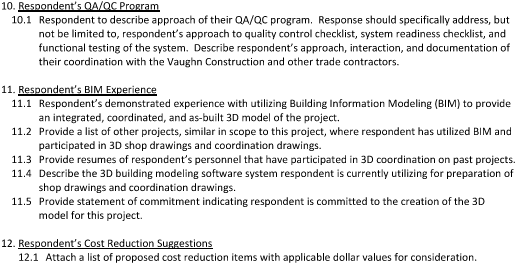 10. Respondent's QA/QC Program
10.1 Respondent to describe approach of their QA/QC program. Response should specifically address, but
not be limited to, respondent's approach to quality control checklist, system readiness checklist, and
functional testing of the system. Describe respondent's approach, interaction, and documentation of
their coordination with the Vaughn Construction and other trade contractors.
11. Respondent's BIM Experience
11.1 Respondent's demonstrated experience with utilizing Building Information Modeling (BIM) to provide
an integrated, coordinated, and as-built 3D model of the project.
11.2 Provide a list of other projects, similar in scope to this project, where respondent has utilized BIM and
participated in 3D shop drawings and coordination drawings.
11.3 Provide resumes of respondent's personnel that have participated in 3D coordination on past projects.
11.4 Describe the 3D building modeling software system respondent is currently utilizing for preparation of
shop drawings and coordination drawings.
11.5 Provide statement of commitment indicating respondent is committed to the creation of the 3D
model for this project.
12. Respondent's Cost Reduction Suggestions
12.1 Attach a list of proposed cost reduction items with applicable dollar values for consideration.